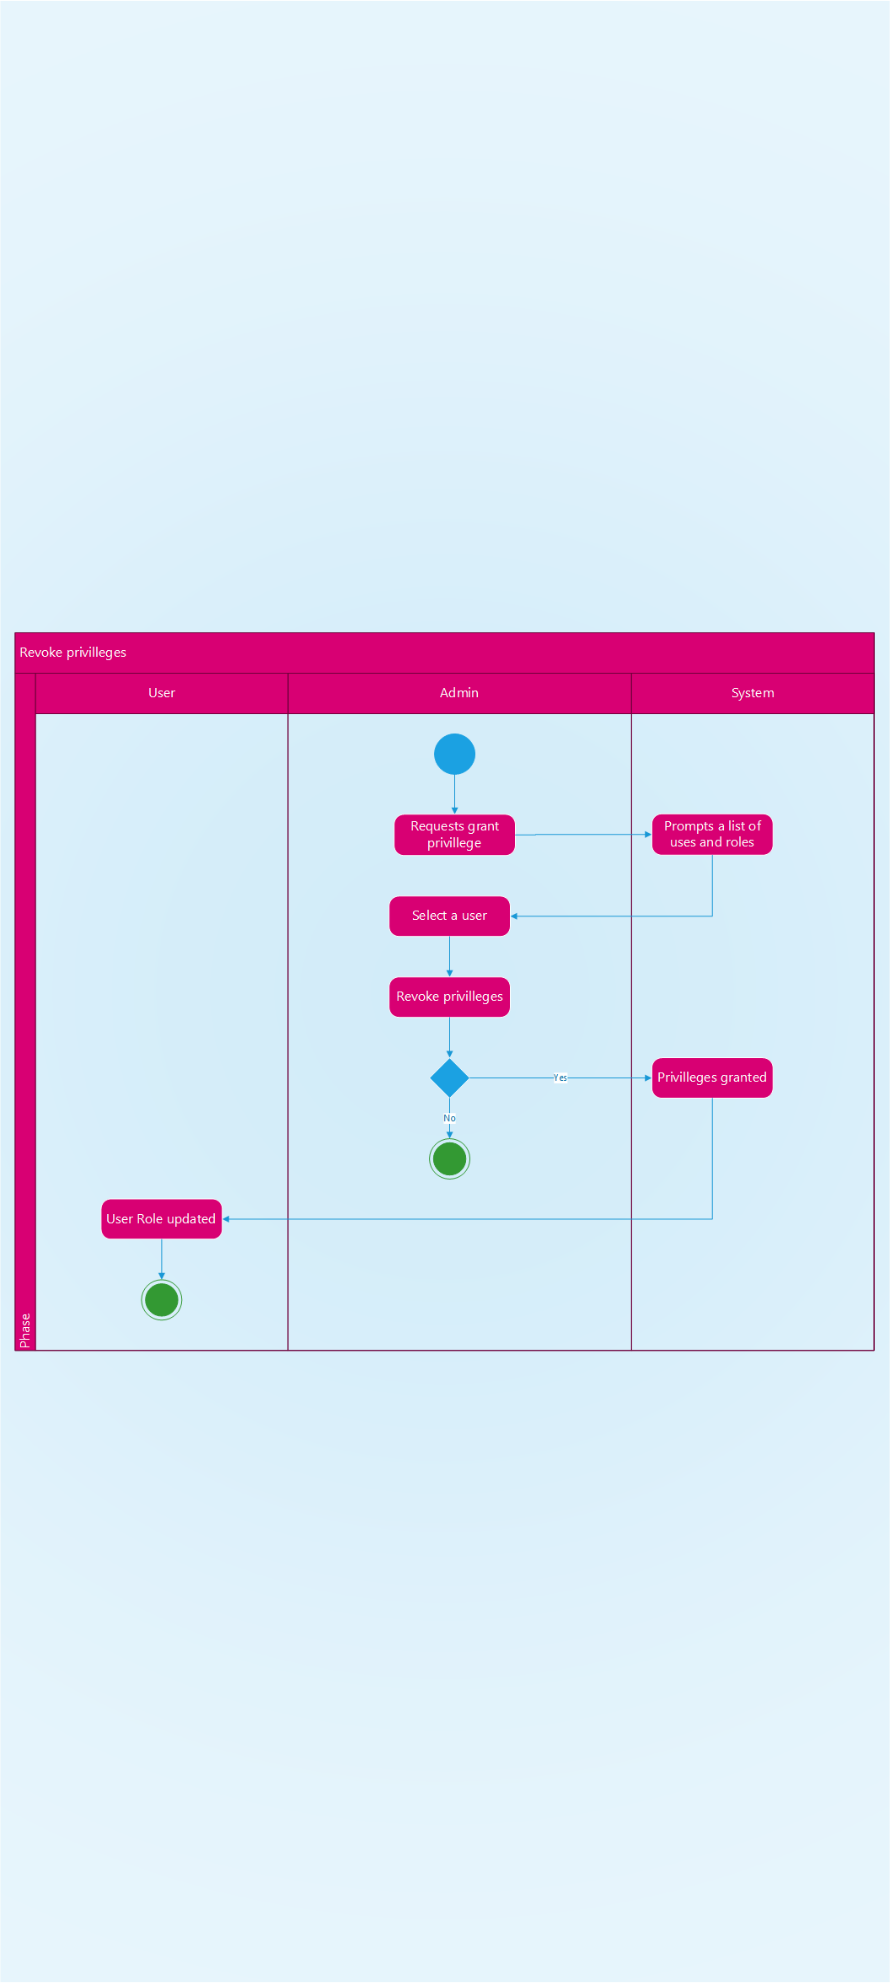 Revoke privilleges
User
Admin
System
Requests grant
privillege
Prompts a list of
uses and roles
Select a user
Revoke privilleges
Yes
Privilleges granted
No
User Role updated
Phase